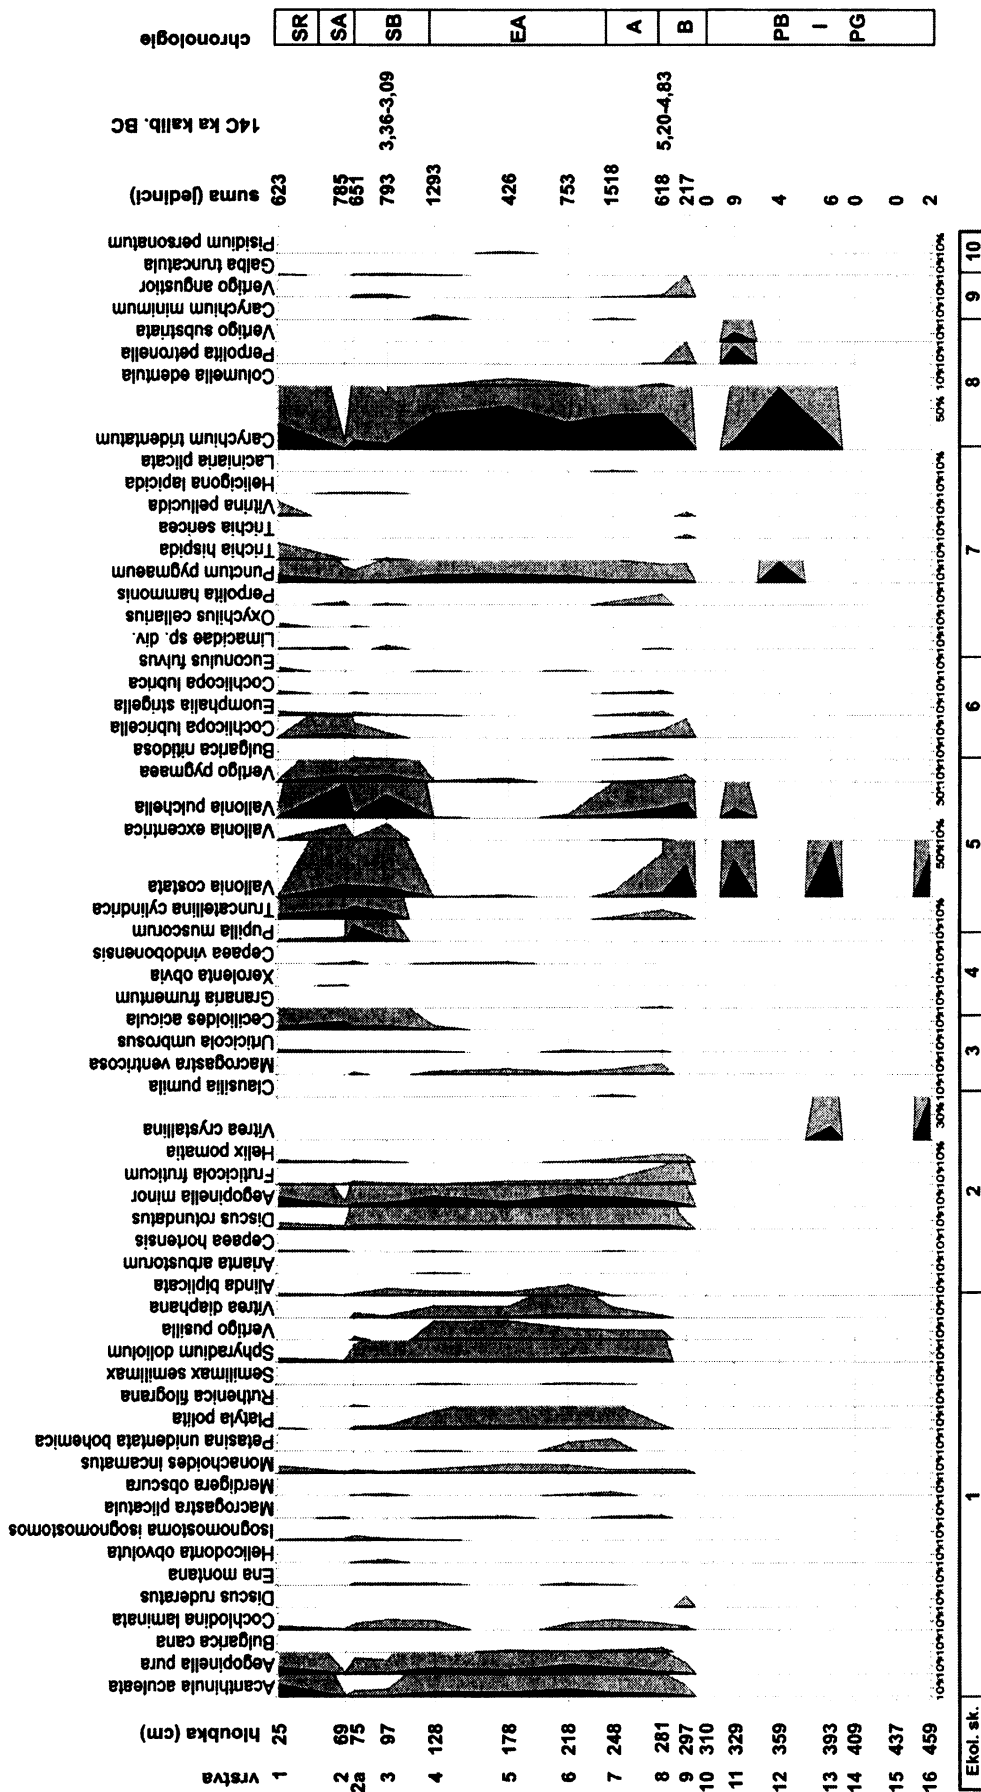 vrstva
1
2
2a
3
4
5
6
7
8
9
10
11
12
13
14
15
16
hloubka (cm)
25
69
75
97
128
178
218
248
281
297
310
329
359
393
409
437
459
Acanthinula aculeata
Aegopinella pura
Bulgarica cana
Cochlodina laminata
Discus ruderatus
Ena montana
Helicodonta obvoluta
Isognomostoma isognomostomos
Macrogastra plicatula
Merdigera obscura
Monachoides incarnatus
Petasina unidentata bohemica
Platyla polita
Ruthenica filograna
Semilimax semilimax
Sphyradium doliolum
Vertigo pusilla
Vitrea diaphana
Alinda biplicata
Arianta arbustorum
Cepaea hortensis
Discus rotundatus
Aegopinella minor
Fruticicola fruticum
Helix pomatia
Vitrea crystallina
Clausilia pumila
Macrogastra ventricosa
Urticicola umbrosus
Cecilioides acicula
Granaria frumentum
Xerolenta obvia
Cepaea vindobonensis
Pupilla muscorum
Truncatellina cylindrica
Vallonia costata
Vallonia excentrica
Vallonia pulchella
Vertigo pygmaea
Bulgarica nitidosa
Cochlicopa lubricella
Euomphalia strigella
Cochlicopa lubrica
Euconulus fulvus
Limacidae sp. div.
Oxychilus cellarius
Perpolita hammonis
Punctum pygmaeum
Trichia hispida
Trichia sericea
Vitrina pellucida
Helicigona lapicida
Laciniaria plicata
Carychium tridentatum
Columella edentula
Perpolita petronella
Vertigo substriata
Carychium minimum
Vertigo angustior
Galba truncatula
Pisidium personatum
suma (jedinci)
623
785
651
793
1293
426
753
1518
618
217
0
9
4
6
0
0
2
14C ka kalib. BC
3,36-3,09
5,20-4,83
chronologie
SR
SA
SB
EA
A
B
PB
I
PG
Ekol. sk.
1
2
3
4
5
6
7
8
9
10